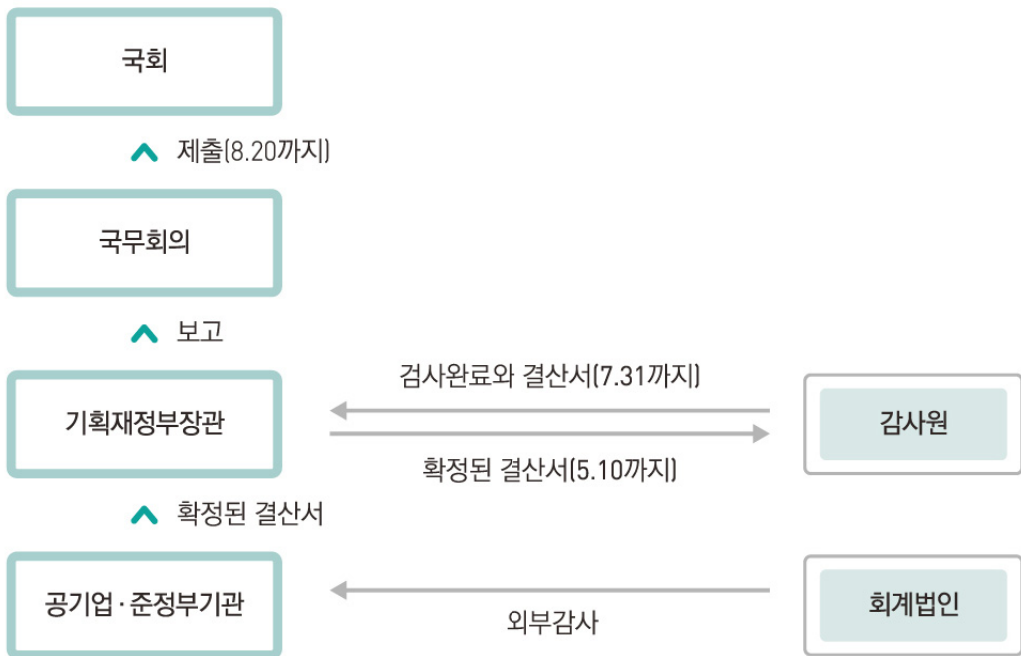 국회
제출(8.20까지)
국무회의
보고
검사완료와 결산서(7.31까지)
기획재정부장관
감사원
확정된 결산서(5.10까지)
확정된 결산서
공기업·준정부기관
회계법인
외부감사